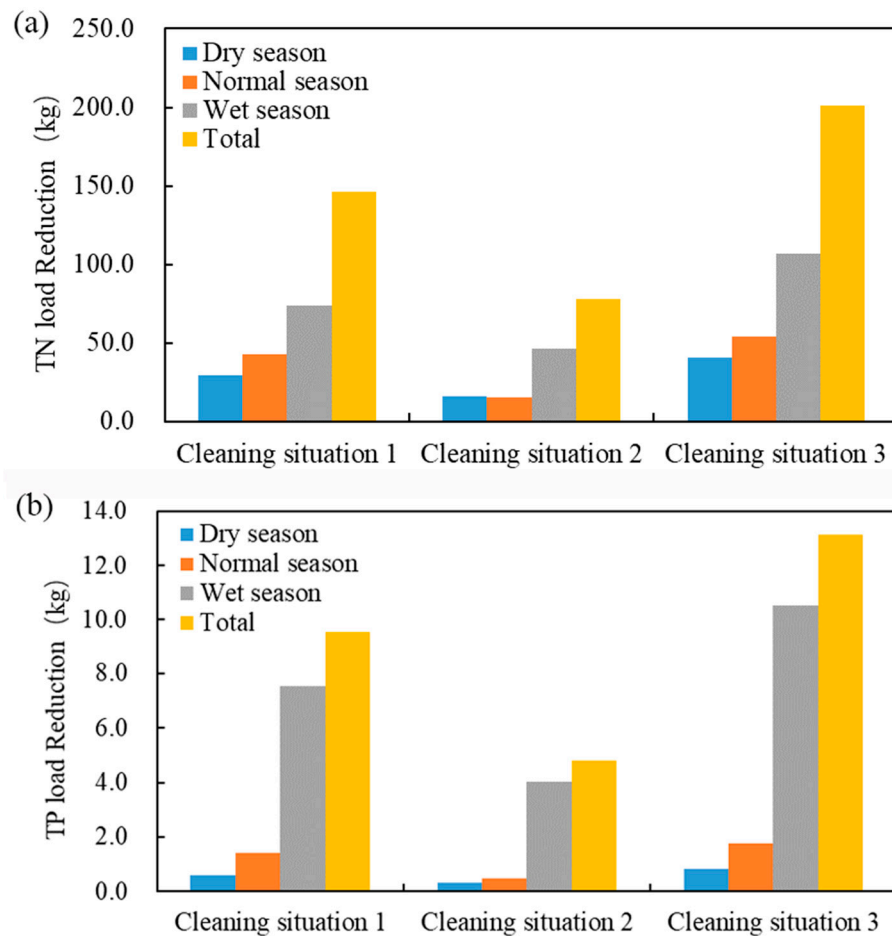 (a)
TN load Reduction (kg)
250.0
200.0
150.0
100.0
50.0
0.0
Dry season
Normal season
Wet season
Total
Cleaning situation 1
Cleaning situation 2
Cleaning situation 3
(b)
TP load Reduction (kg)
14.0
12.0
10.0
8.0
6.0
4.0
2.0
0.0
Dry season
Normal season
Wet season
Total
Cleaning situation 1
Cleaning situation 2
Cleaning situation 3